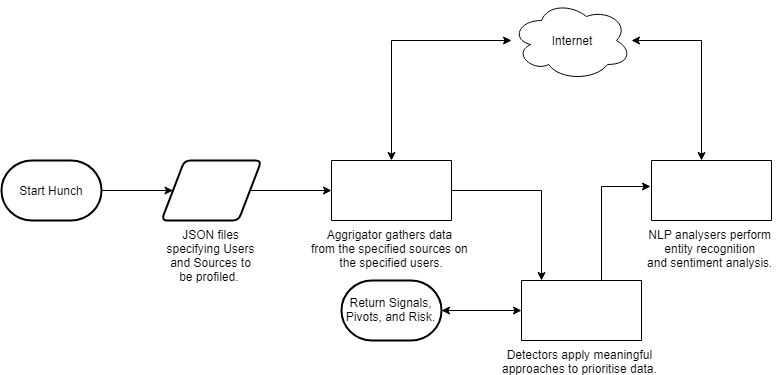 Internet
Start Hunch
JSON files
specifying Users
and Sources to
be profiled.
Aggrigator gathers data
from the specified sources on
the specified users.
NLP analysers perform
entity recognition
and sentiment analysis.
Return Signals,
Pivots, and Risk.
Detectors apply meaningful
approaches to prioritise data.